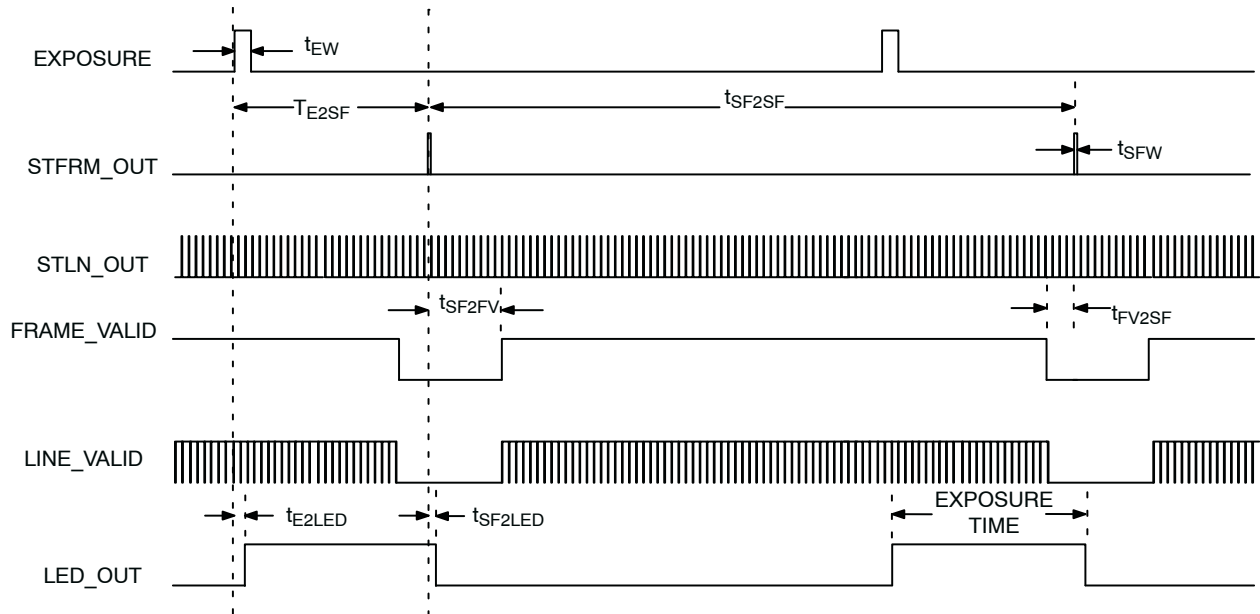 EXPOSURE
tEW
TE2SF
tSF2SF
STFRM_OUT
tSFW
STLN_OUT
tSF2FV
FRAME_VALID
tFV2SF
LINE_VALID
tE2LED
tSF2LED
EXPOSURE
TIME
LED_OUT